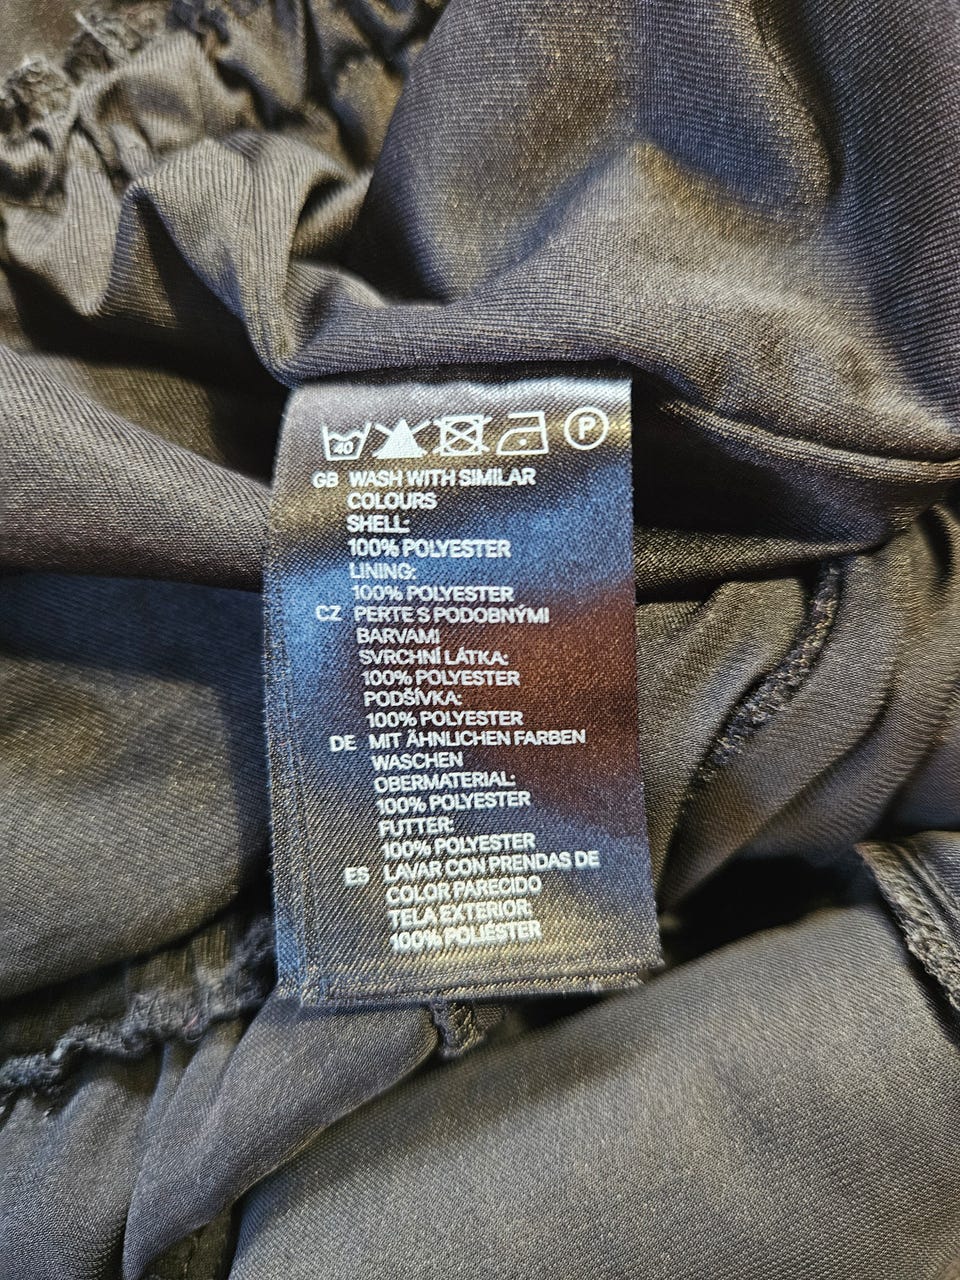 40 P
GB WASH WITH SIMILAR
COLOURS
SHELL:
100% POLYESTER
LINING:
100% POLYESTER
CZ PERTE S PODOBNÝMI
BARVAMI
SVRCHNÍ LÁTKA:
100% POLYESTER
PODŠÍVKA:
100% POLYESTER
DE MIT ÄHNLICHEN FARBEN
WASCHEN
OBERMATERIAL:
100% POLYESTER
FUTTER:
100% POLYESTER
ES LAVAR CON PRENDAS DE
COLOR PARECIDO
TELA EXTERIOR:
100% POLIÉSTER